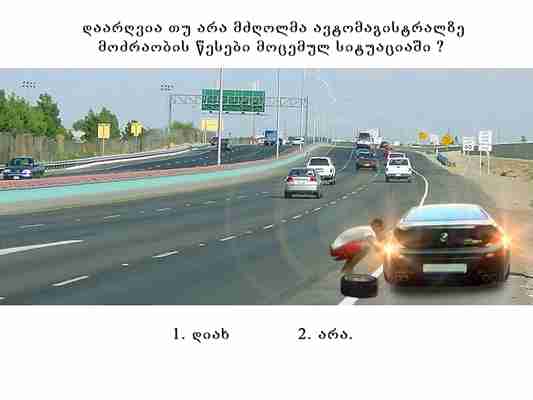 დაარღვია თუ არა მძღოლმა ავტომაგისტრალზე
მოძრაობის წესები მოცემულ სიტუაციაში ?
1. დიახ 2. არა.